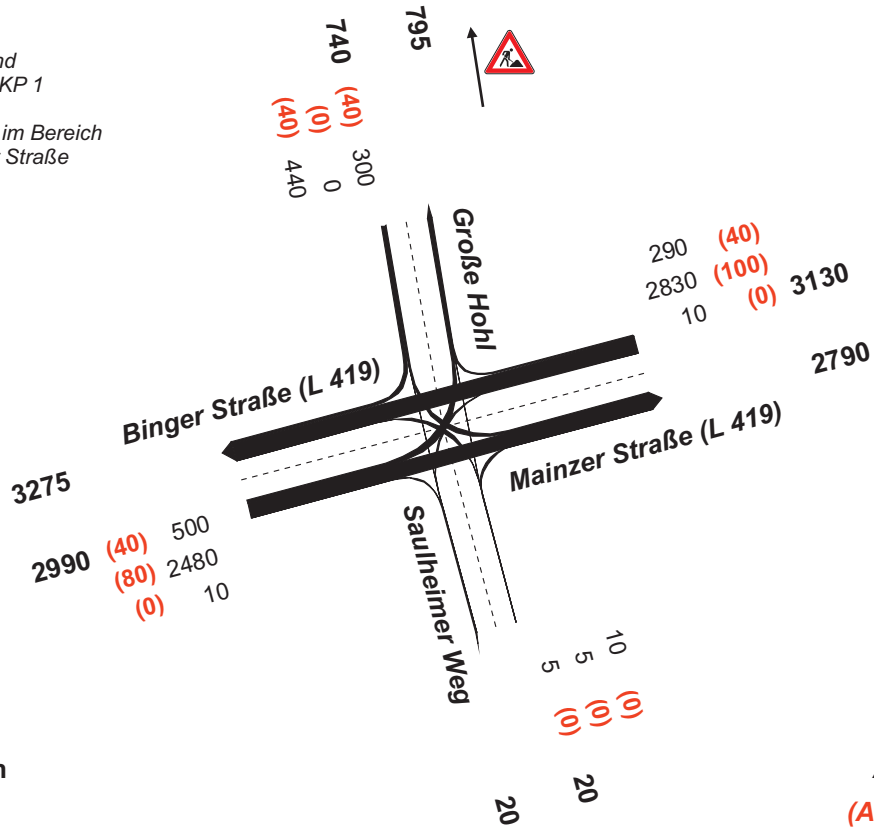 nd
KP 1
im Bereich
Straße
740
795
(40) (0) (40)
440 0 300
Große Hohl
290 (40)
2830 (100) 3130
10 (0)
2790
Binger Straße (L 419)
Mainzer Straße (L 419)
3275
(40) 500
2990 (80) 2480
(0) 10
Saulheimer Weg
5 5 10
(0) (0) (0)
20
20
(A